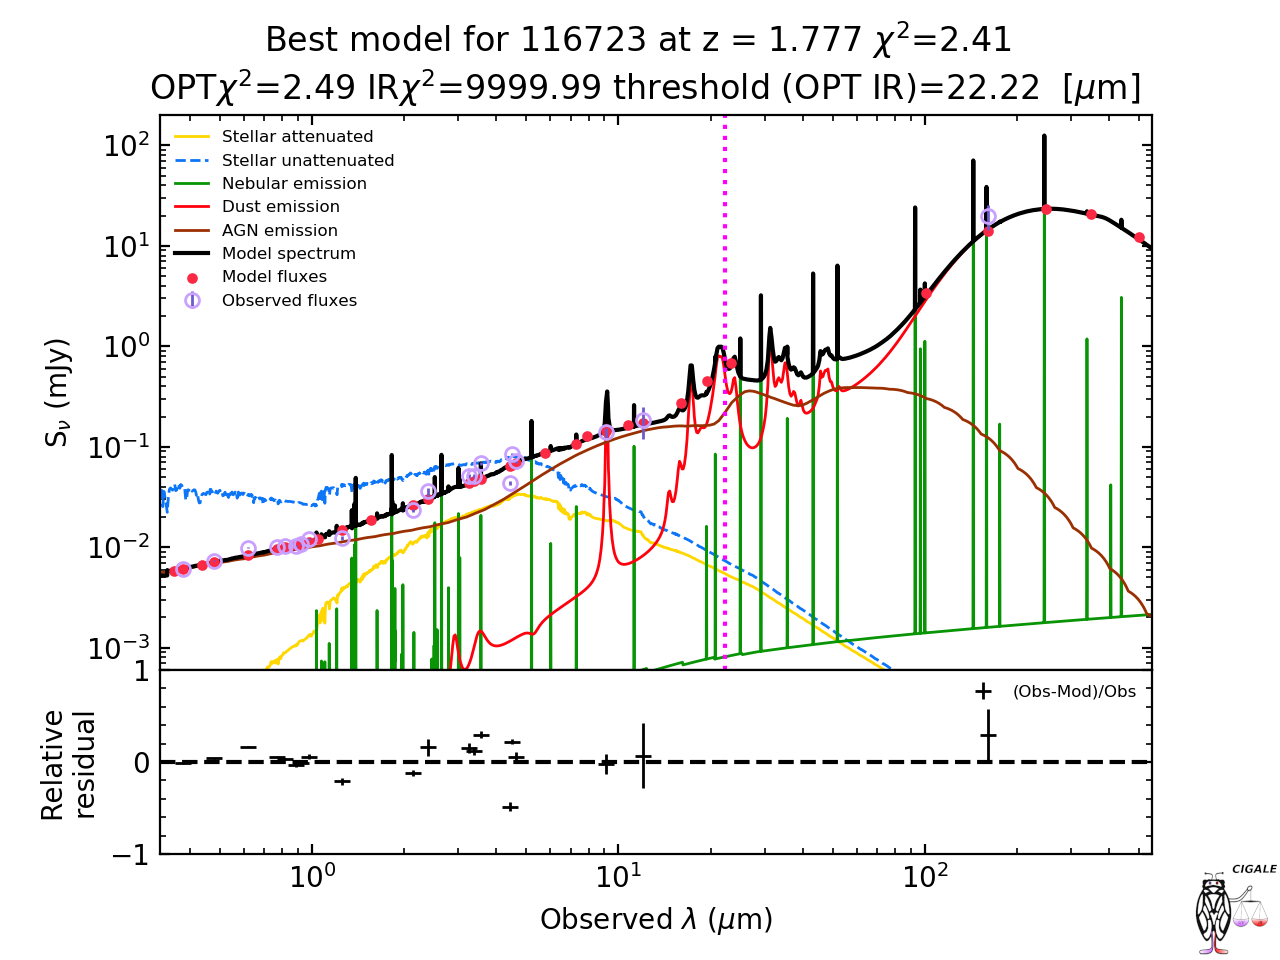 Best model for 116723 at z = 1.777 χ²=2.41
OPTχ²=2.49 IRχ²=9999.99 threshold (OPT IR)=22.22 [μm]
Stellar attenuated
Stellar unattenuated
Nebular emission
Dust emission
AGN emission
Model spectrum
Model fluxes
Observed fluxes
10²
10¹
10⁰
10⁻¹
10⁻²
10⁻³
S_ν (mJy)
1
0
−1
Relative
residual
(Obs-Mod)/Obs
10⁰ 10¹ 10²
Observed λ (μm)
CIGALE